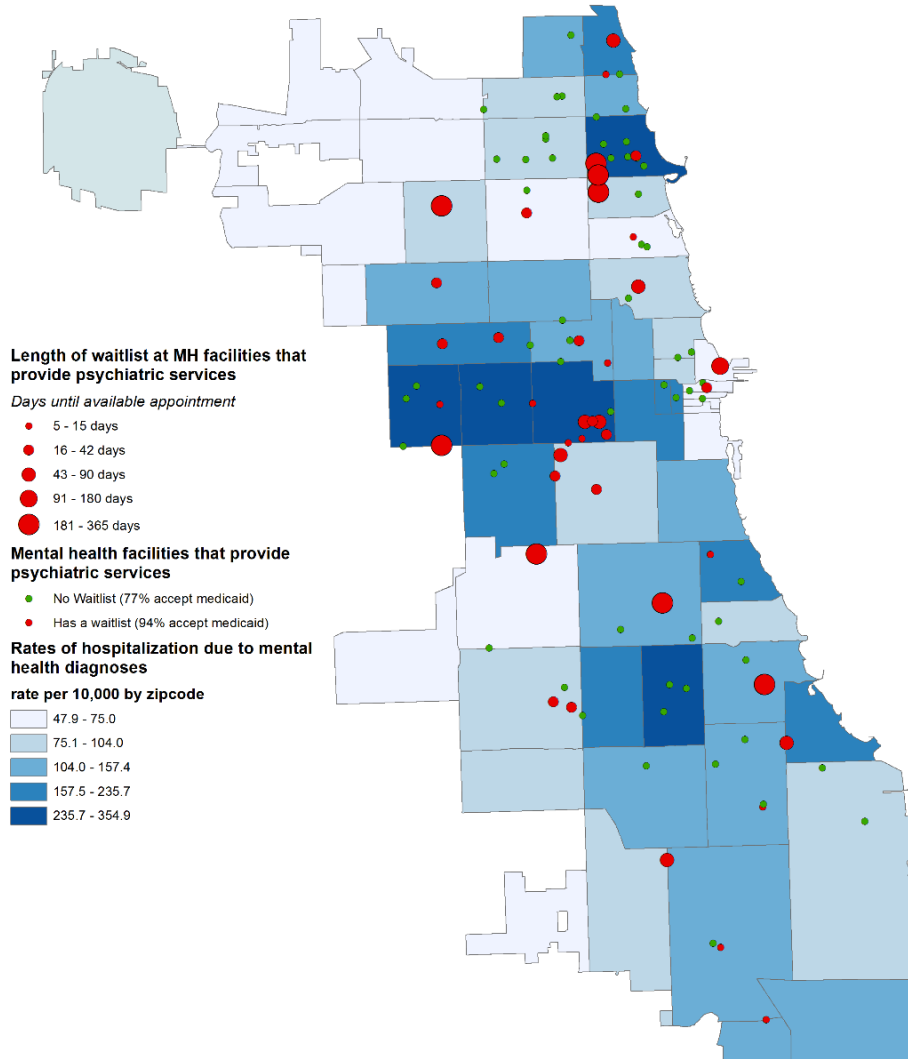 Length of waitlist at MH facilities that
provide psychiatric services
Days until available appointment
5 - 15 days
16 - 42 days
43 - 90 days
91 - 180 days
181 - 365 days
Mental health facilities that provide
psychiatric services
No Waitlist (77% accept medicaid)
Has a waitlist (94% accept medicaid)
Rates of hospitalization due to mental
health diagnoses
rate per 10,000 by zipcode
47.9 - 75.0
75.1 - 104.0
104.0 - 157.4
157.5 - 235.7
235.7 - 354.9